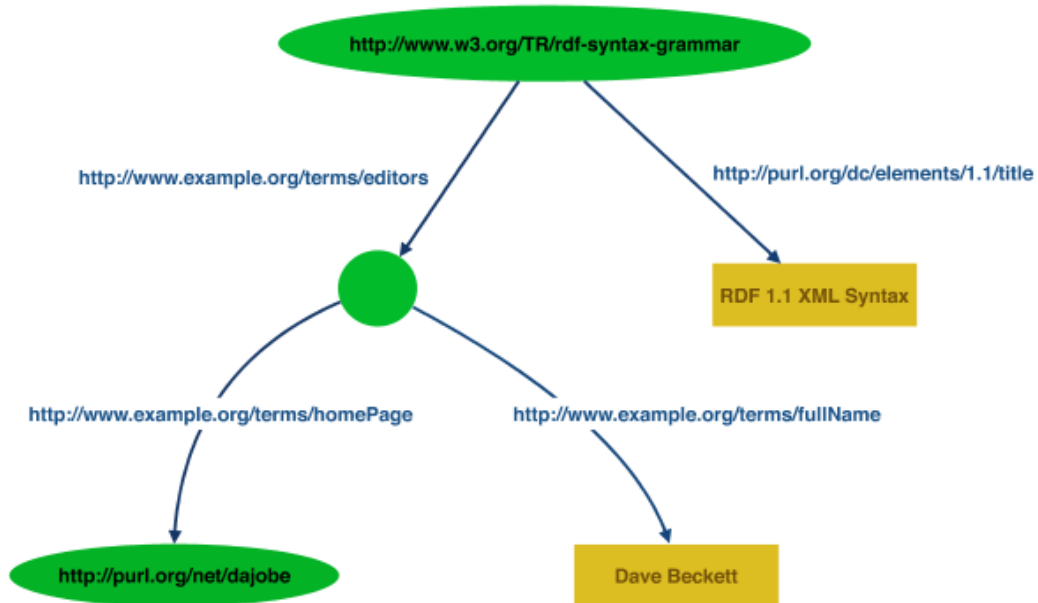 http://www.w3.org/TR/rdf-syntax-grammar
http://www.example.org/terms/editors
http://purl.org/dc/elements/1.1/title
RDF 1.1 XML Syntax
http://www.example.org/terms/homePage
http://www.example.org/terms/fullName
http://purl.org/net/dajobe
Dave Beckett